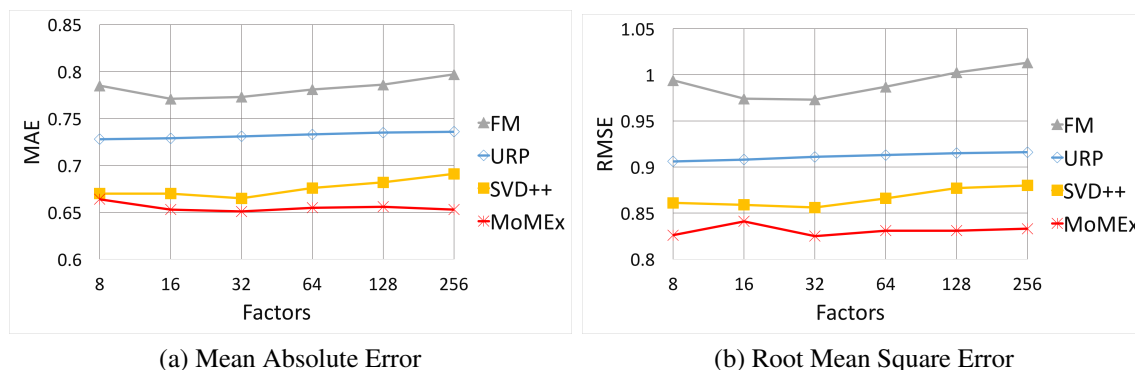 0.85
0.8
0.75
0.7
0.65
0.6
MAE
8 16 32 64 128 256
Factors
FM
URP
SVD++
MoMEx
(a) Mean Absolute Error
1.05
1
0.95
0.9
0.85
0.8
RMSE
8 16 32 64 128 256
Factors
FM
URP
SVD++
MoMEx
(b) Root Mean Square Error